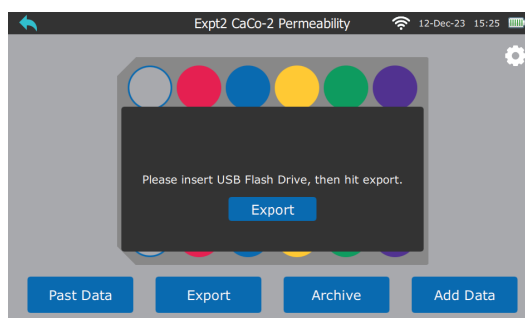 Expt2 CaCo-2 Permeability 12-Dec-23 15:25
Please insert USB Flash Drive, then hit export.
Export
Past Data Export Archive Add Data